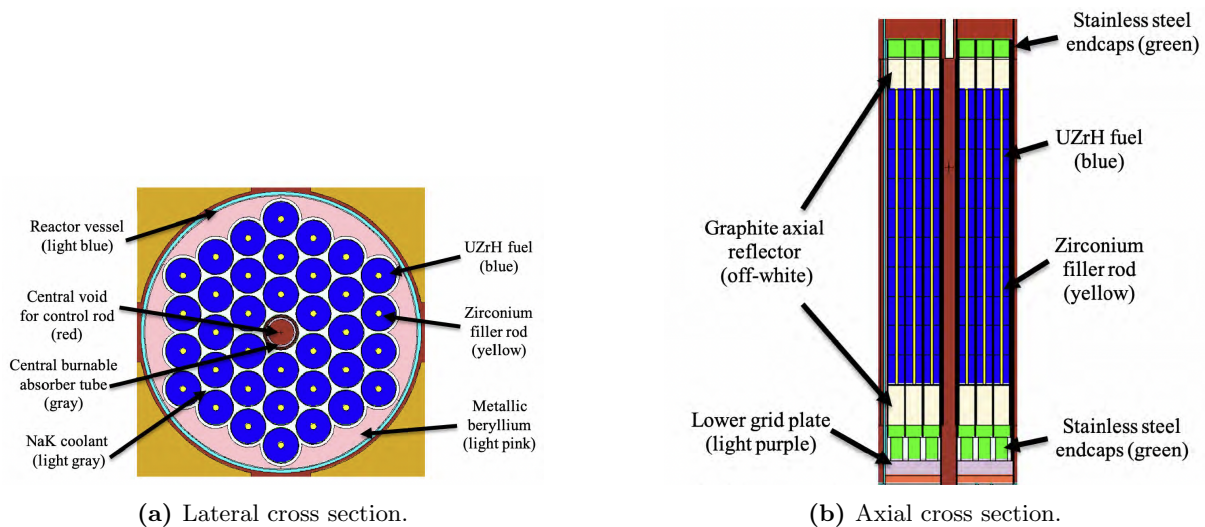 Reactor vessel
(light blue)
Central void
for control rod
(red)
Central burnable
absorber tube
(gray)
NaK coolant
(light gray)
UZrH fuel
(blue)
Zirconium
filler rod
(yellow)
Metallic
beryllium
(light pink)
(a) Lateral cross section.
Stainless steel
endcaps (green)
UZrH fuel
(blue)
Graphite axial
reflector
(off-white)
Zirconium
filler rod
(yellow)
Lower grid plate
(light purple)
Stainless steel
endcaps (green)
(b) Axial cross section.